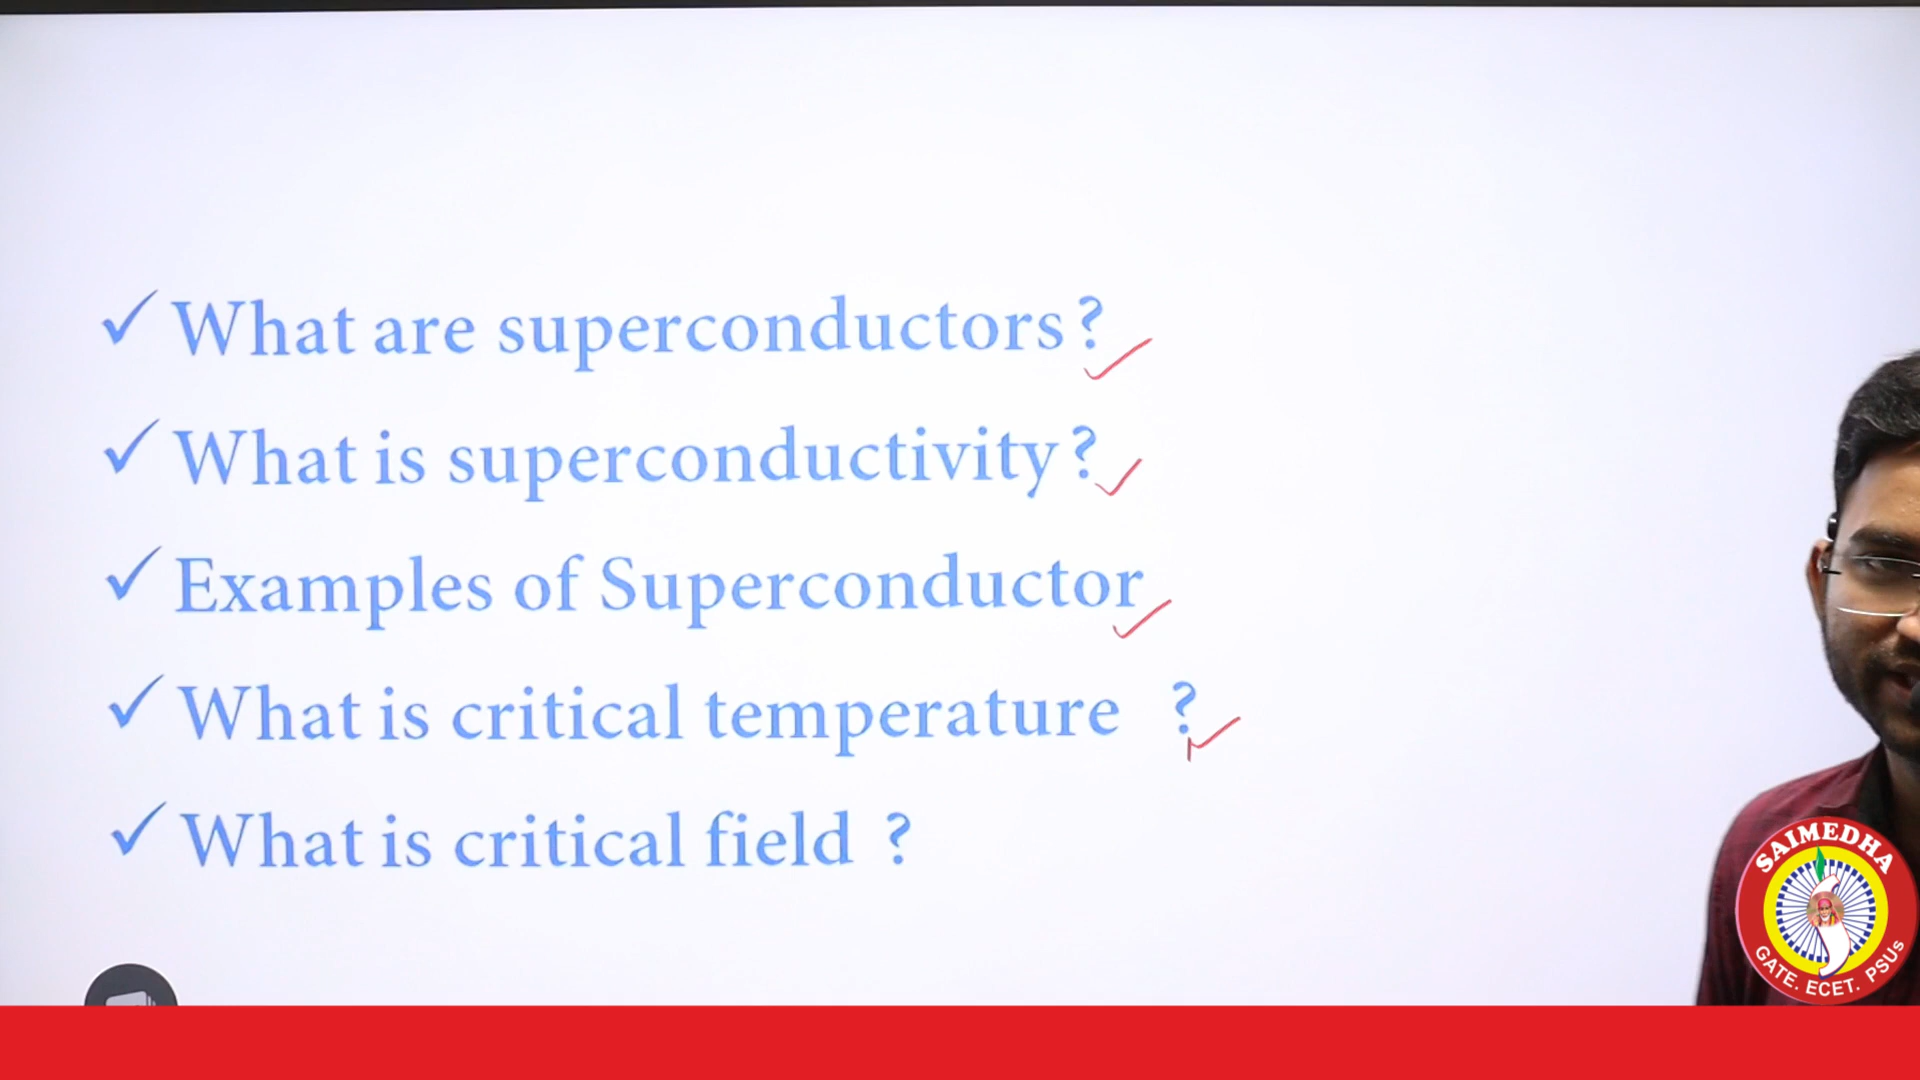 ✓ What are superconductors?
✓ What is superconductivity?
✓ Examples of Superconductor
✓ What is critical temperature ?
✓ What is critical field ?
SAIMEDHA
GATE. ECET. PSUs